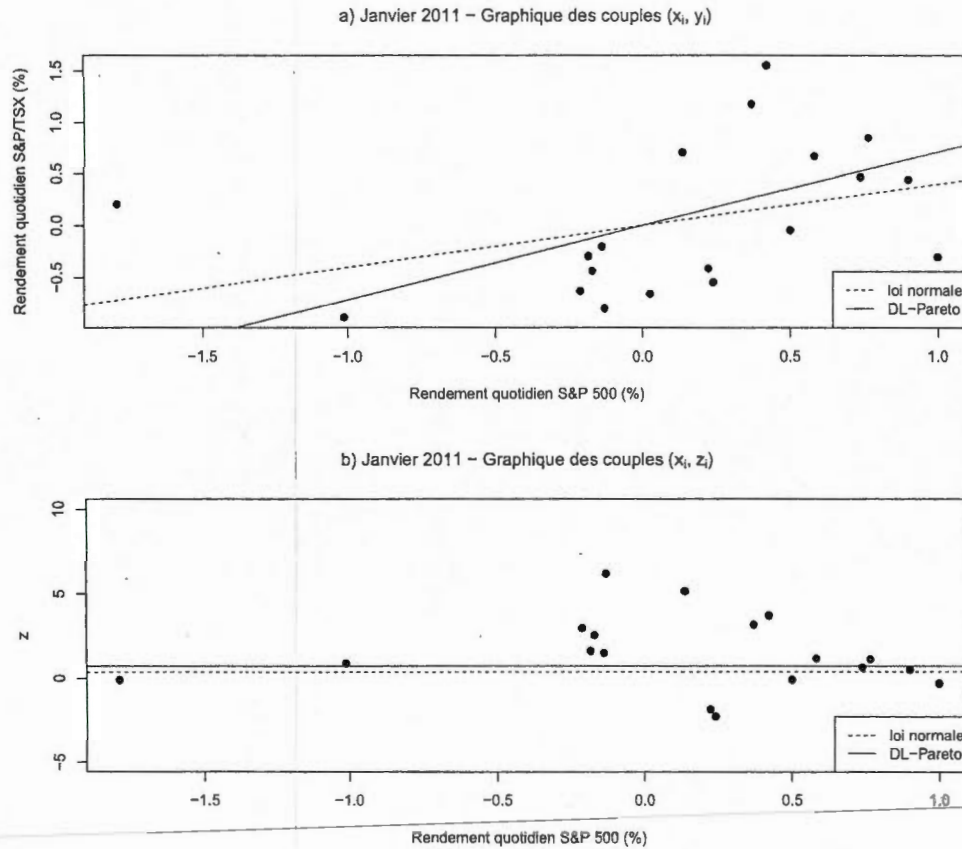 a) Janvier 2011 − Graphique des couples (xi, yi)
Rendement quotidien S&P/TSX (%)
1.5
1.0
0.5
0.0
−0.5
loi normale
DL−Pareto
−1.5 −1.0 −0.5 0.0 0.5 1.0
Rendement quotidien S&P 500 (%)
b) Janvier 2011 − Graphique des couples (xi, zi)
z
10
5
0
−5
loi normale
DL−Pareto
−1.5 −1.0 −0.5 0.0 0.5 1.0
Rendement quotidien S&P 500 (%)